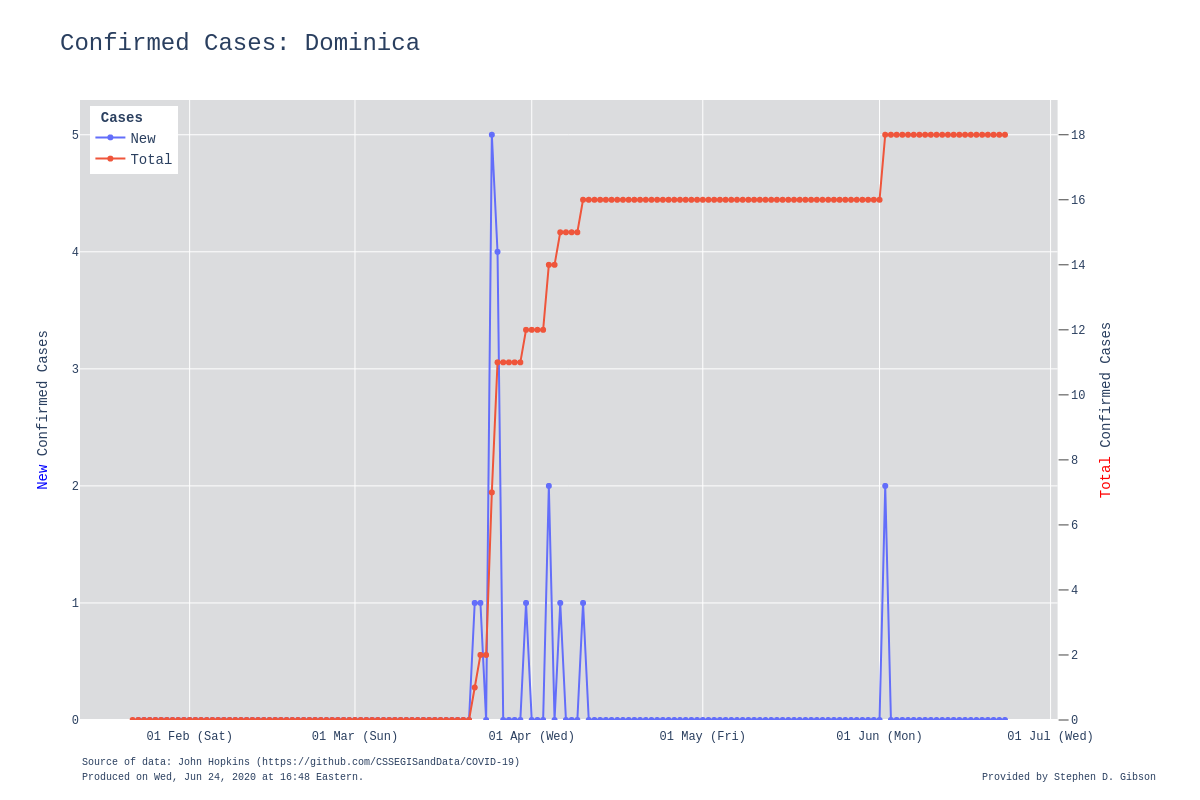 Confirmed Cases: Dominica
Cases
New
Total
5
4
3
2
1
0
New Confirmed Cases
18
16
14
12
10
8
6
4
2
0
Total Confirmed Cases
01 Feb (Sat) 01 Mar (Sun) 01 Apr (Wed) 01 May (Fri) 01 Jun (Mon) 01 Jul (Wed)
Source of data: John Hopkins (https://github.com/CSSEGISandData/COVID-19)
Produced on Wed, Jun 24, 2020 at 16:48 Eastern.
Provided by Stephen D. Gibson